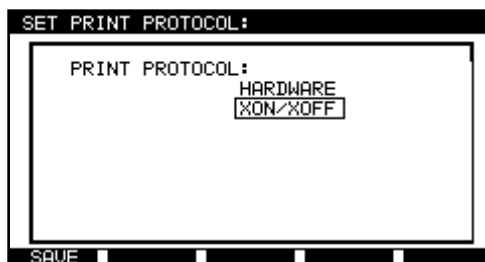 SET PRINT PROTOCOL:
PRINT PROTOCOL:
HARDWARE
XON/XOFF
SAVE